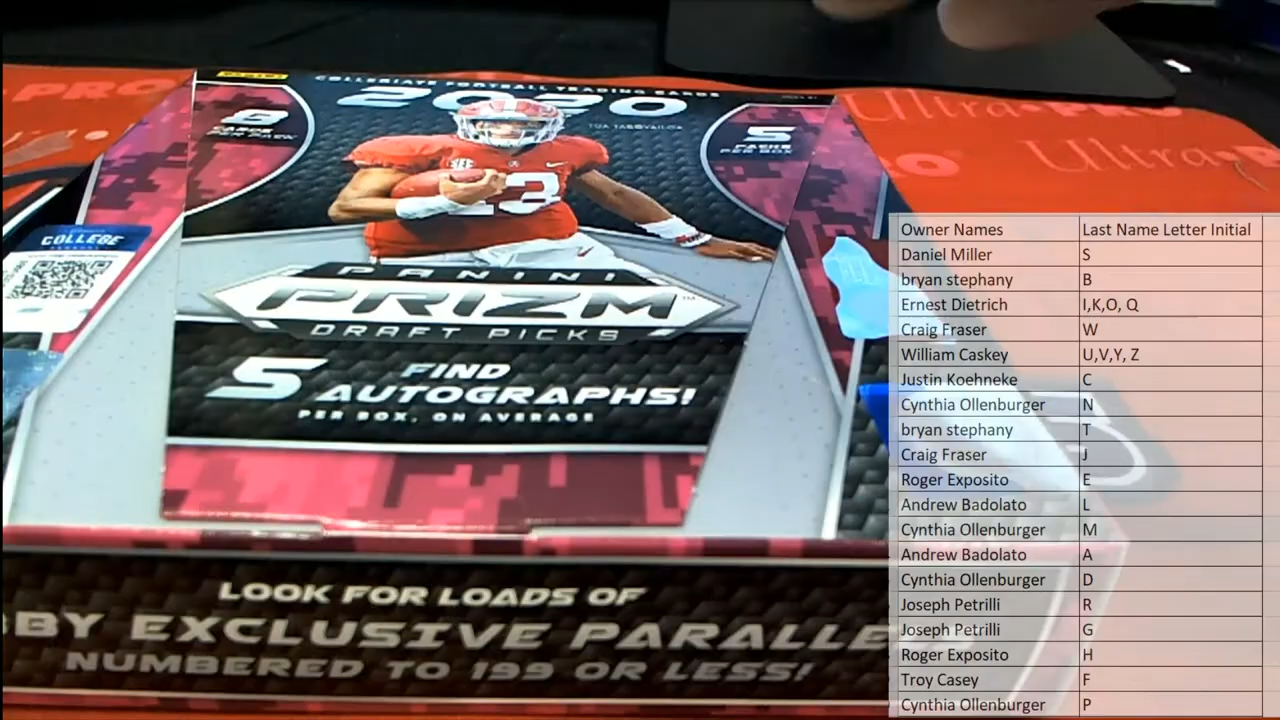 PRO
Ultra•PRO
RO
Ultra•P
PANINI
COLLEGIATE FOOTBALL TRADING CARDS
2020
TUA TAGOVAILOA
8
CARDS
PER PACK
5
PACKS
PER BOX
SEC
13
COLLEGE
PANINI
PRIZM
DRAFT PICKS
FIND
5 AUTOGRAPHS!
PER BOX, ON AVERAGE
LOOK FOR LOADS OF
BBY EXCLUSIVE PARALLE
NUMBERED TO 199 OR LESS!
Owner Names Last Name Letter Initial
Daniel Miller S
bryan stephany B
Ernest Dietrich I,K,O, Q
Craig Fraser W
William Caskey U,V,Y, Z
Justin Koehneke C
Cynthia Ollenburger N
bryan stephany T
Craig Fraser J
Roger Exposito E
Andrew Badolato L
Cynthia Ollenburger M
Andrew Badolato A
Cynthia Ollenburger D
Joseph Petrilli R
Joseph Petrilli G
Roger Exposito H
Troy Casey F
Cynthia Ollenburger P